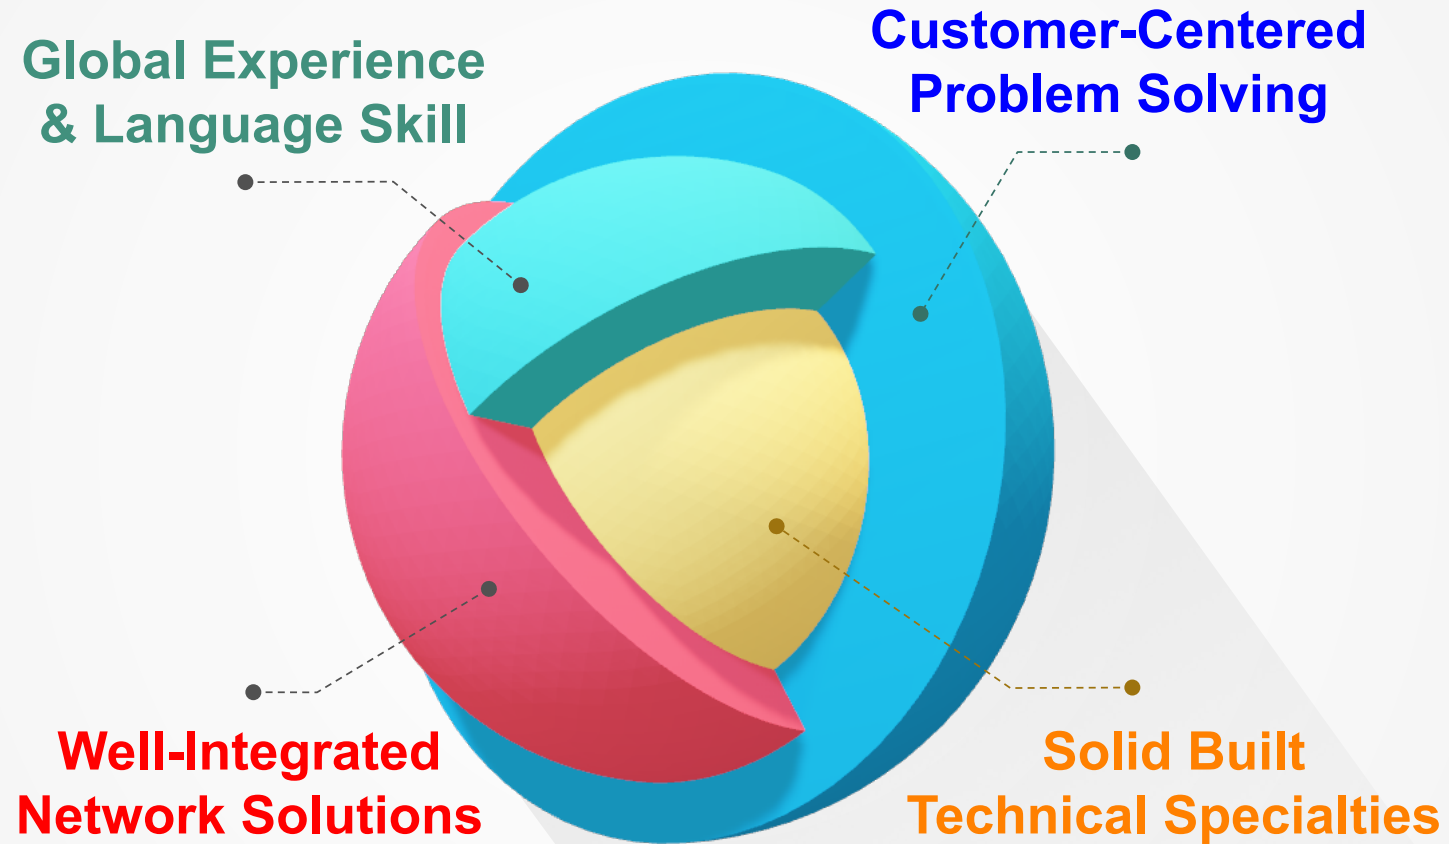 Global Experience
& Language Skill
Customer-Centered
Problem Solving
Well-Integrated
Network Solutions
Solid Built
Technical Specialties